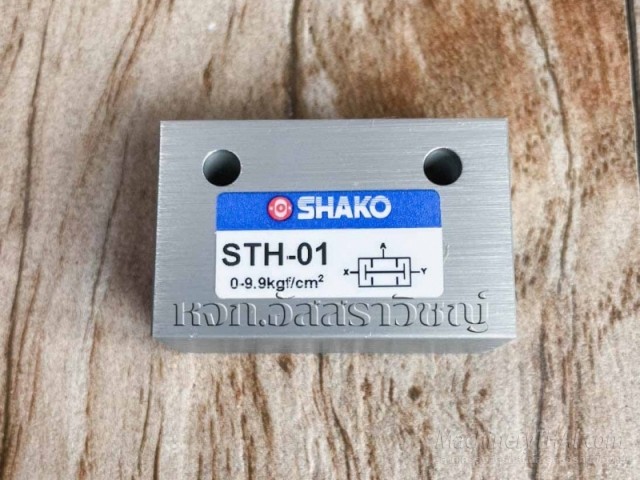 SHAKO
STH-01
0-9.9kgf/cm²
A
X Y
หจก.อัสสราวิชญ์